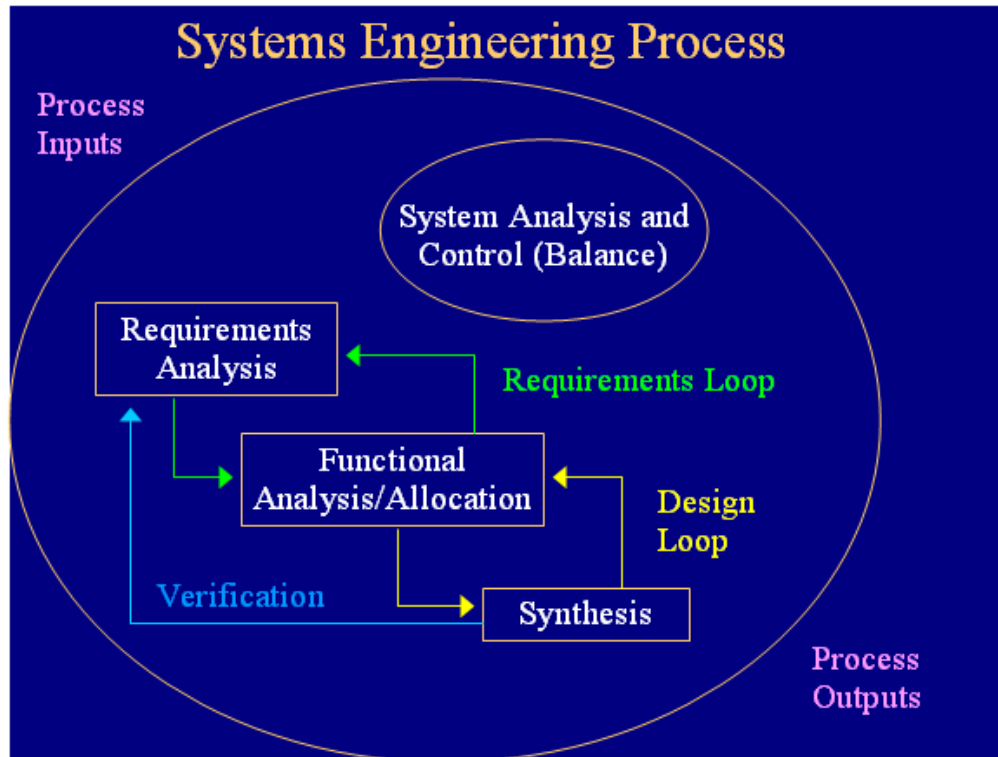 Systems Engineering Process
Process
Inputs
System Analysis and
Control (Balance)
Requirements
Analysis
Requirements Loop
Functional
Analysis/Allocation
Design
Loop
Verification
Synthesis
Process
Outputs